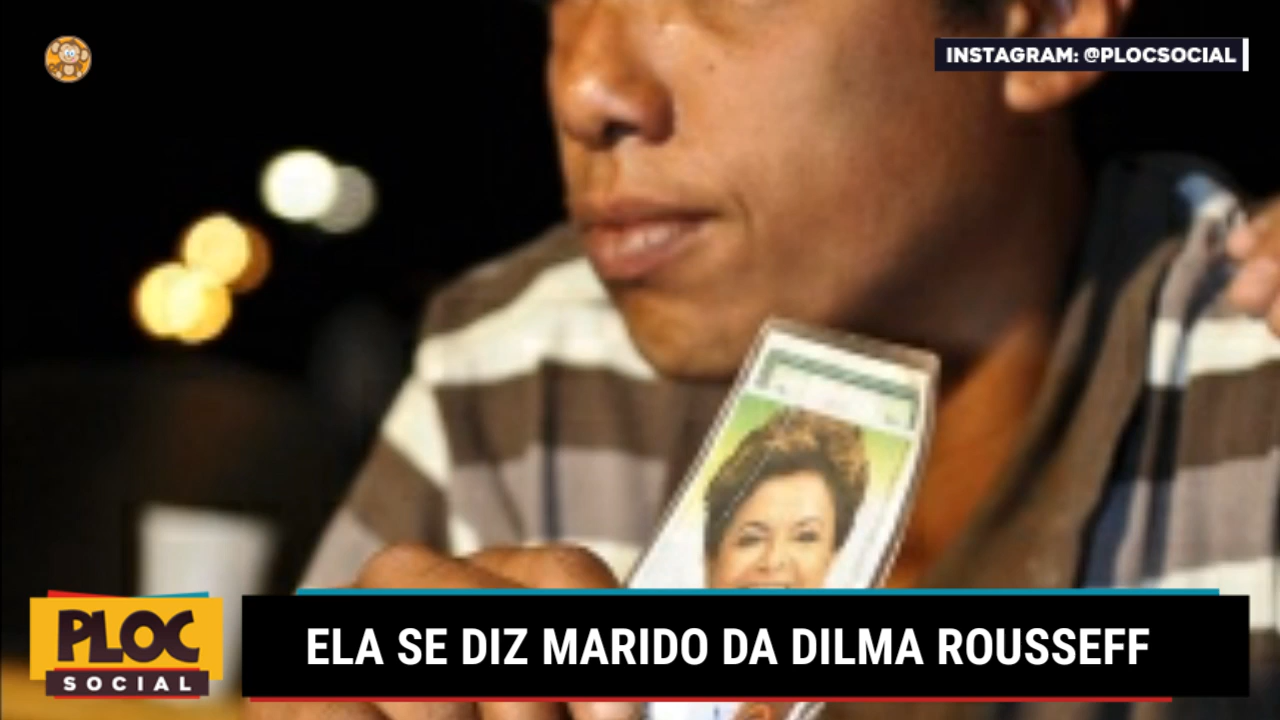 INSTAGRAM: @PLOCSOCIAL
PLOC
SOCIAL
ELA SE DIZ MARIDO DA DILMA ROUSSEFF